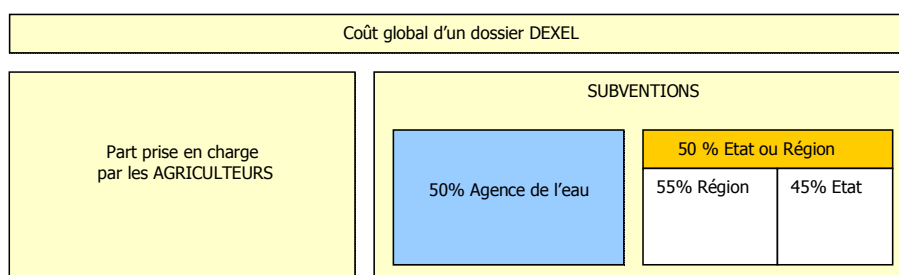 Coût global d'un dossier DEXEL
Part prise en charge
par les AGRICULTEURS
SUBVENTIONS
50% Agence de l'eau
50 % Etat ou Région
55% Région
45% Etat